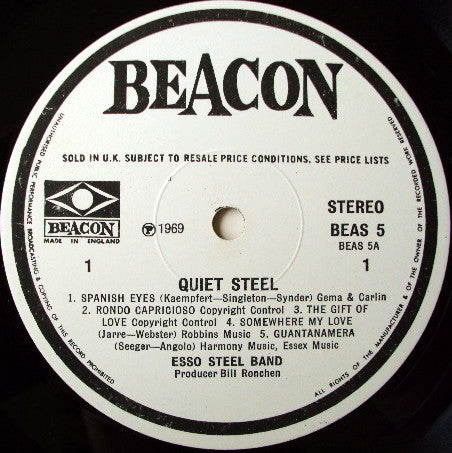 BEACON
SOLD IN U.K. SUBJECT TO RESALE PRICE CONDITIONS, SEE PRICE LISTS
BEACON
MADE IN ENGLAND
Ⓟ 1969
STEREO
BEAS 5
BEAS 5A
1
1
QUIET STEEL
1. SPANISH EYES (Kaempfert-Singleton-Synder) Gema & Carlin
2. RONDO CAPRICIOSO Copyright Control 3. THE GIFT OF
LOVE Copyright Control 4. SOMEWHERE MY LOVE
(Jarre-Webster) Robbins Music 5. GUANTANAMERA
(Seeger-Angolo) Harmony Music, Essex Music
ESSO STEEL BAND
Producer Bill Ronchen
UNAUTHORISED PUBLIC PERFORMANCE BROADCASTING & COPYING OF THIS RECORD PROHIBITED
ALL RIGHTS OF THE MANUFACTURER & OF THE OWNER OF THE RECORDED WORK RESERVED